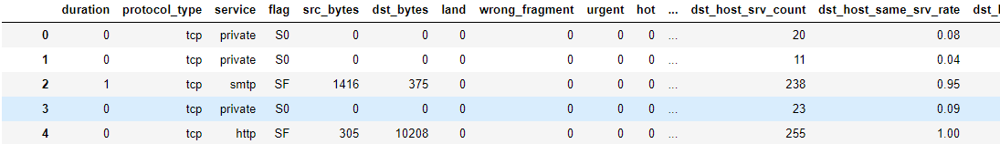 duration protocol_type service flag src_bytes dst_bytes land wrong_fragment urgent hot ... dst_host_srv_count dst_host_same_srv_rate
0 0 tcp private S0 0 0 0 0 0 0 ... 20 0.08
1 0 tcp private S0 0 0 0 0 0 0 ... 11 0.04
2 1 tcp smtp SF 1416 375 0 0 0 0 ... 238 0.95
3 0 tcp private S0 0 0 0 0 0 0 ... 23 0.09
4 0 tcp http SF 305 10208 0 0 0 0 ... 255 1.00